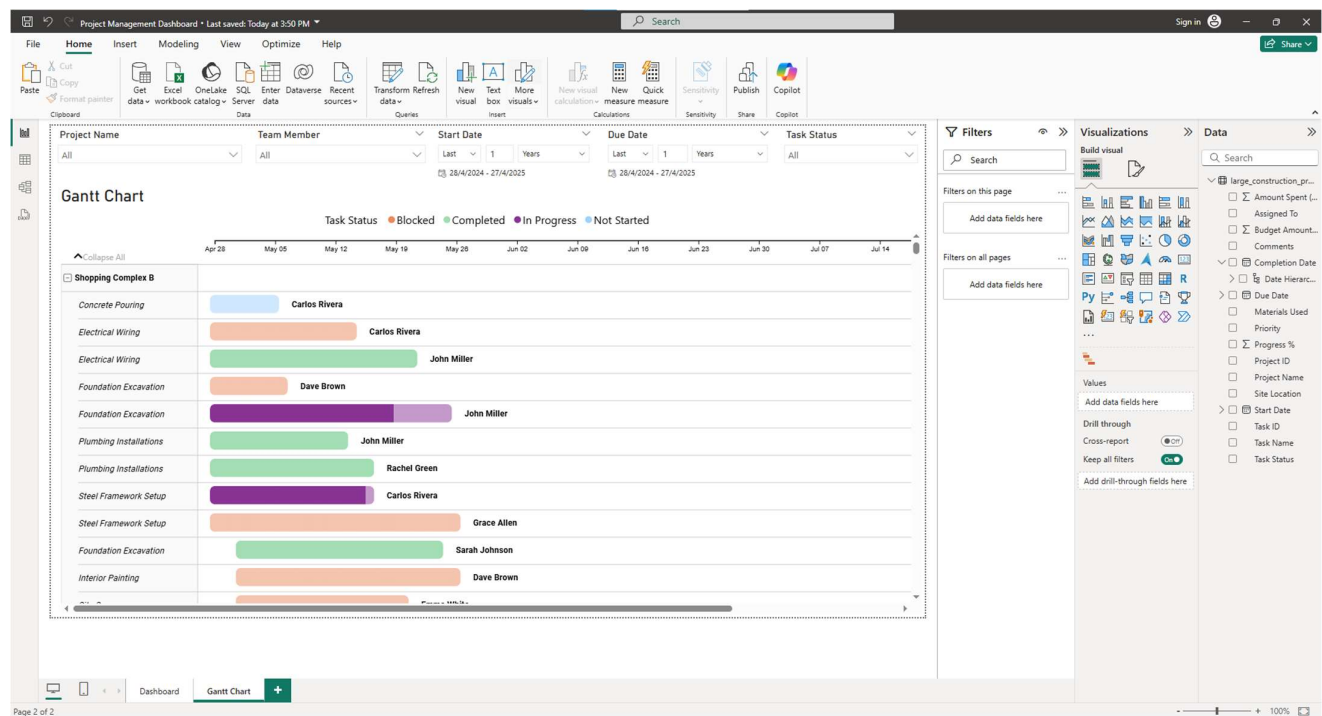 Project Management Dashboard • Last saved: Today at 3:50 PM
Search
Sign in
File Home Insert Modeling View Optimize Help
Share
Paste
Cut
Copy
Format painter
Clipboard
Get data
Excel workbook
OneLake catalog
SQL Server
Enter data
Dataverse
Recent sources
Data
Transform data
Refresh
Queries
New visual
Text box
More visuals
Insert
New visual calculation
New measure
Quick measure
Calculations
Sensitivity
Sensitivity
Publish
Share
Copilot
Copilot
Project Name
All
Team Member
All
Start Date
Last 1 Years
28/4/2024 - 27/4/2025
Due Date
Last 1 Years
28/4/2024 - 27/4/2025
Task Status
All
Gantt Chart
Task Status Blocked Completed In Progress Not Started
Apr 28 May 05 May 12 May 19 May 26 Jun 02 Jun 09 Jun 16 Jun 23 Jun 30 Jul 07 Jul 14
Collapse All
Shopping Complex B
Concrete Pouring Carlos Rivera
Electrical Wiring Carlos Rivera
Electrical Wiring John Miller
Foundation Excavation Dave Brown
Foundation Excavation John Miller
Plumbing Installations John Miller
Plumbing Installations Rachel Green
Steel Framework Setup Carlos Rivera
Steel Framework Setup Grace Allen
Foundation Excavation Sarah Johnson
Interior Painting Dave Brown
Filters
Search
Filters on this page ...
Add data fields here
Filters on all pages ...
Add data fields here
Visualizations
Build visual
R
Py
...
Values
Add data fields here
Drill through
Cross-report Off
Keep all filters On
Add drill-through fields here
Data
Search
large_construction_pr...
Amount Spent (...
Assigned To
Budget Amount...
Comments
Completion Date
Date Hierarc...
Due Date
Materials Used
Priority
Progress %
Project ID
Project Name
Site Location
Start Date
Task ID
Task Name
Task Status
Dashboard
Gantt Chart
+
Page 2 of 2
- + 100%